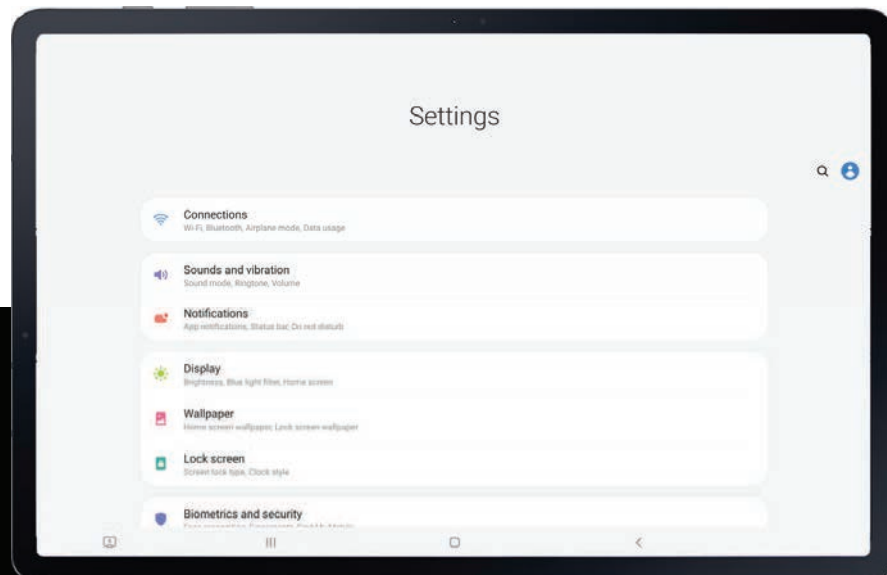 Settings
Connections
Wi-Fi, Bluetooth, Airplane mode, Data usage
Sounds and vibration
Sound mode, Ringtone, Volume
Notifications
App notifications, Status bar, Do not disturb
Display
Brightness, Blue light filter, Home screen
Wallpaper
Home screen wallpaper, Lock screen wallpaper
Lock screen
Screen lock type, Clock style
Biometrics and security